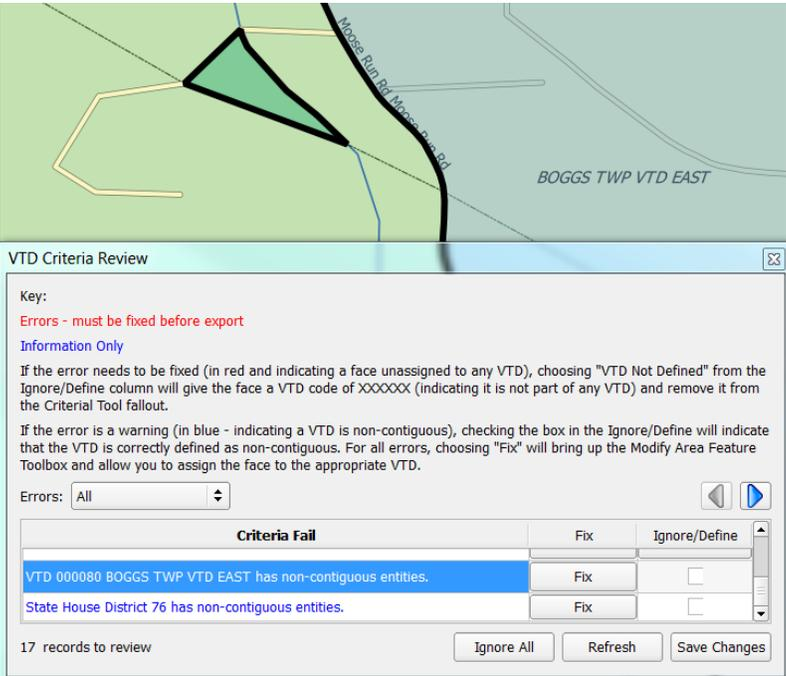 Moose Run Rd Moose Run Rd
BOGGS TWP VTD EAST
VTD Criteria Review
Key:
Errors - must be fixed before export
Information Only
If the error needs to be fixed (in red and indicating a face unassigned to any VTD), choosing "VTD Not Defined" from the
Ignore/Define column will give the face a VTD code of XXXXXX (indicating it is not part of any VTD) and remove it from
the Criterial Tool fallout.
If the error is a warning (in blue - indicating a VTD is non-contiguous), checking the box in the Ignore/Define will indicate
that the VTD is correctly defined as non-contiguous. For all errors, choosing "Fix" will bring up the Modify Area Feature
Toolbox and allow you to assign the face to the appropriate VTD.
Errors: All
Criteria Fail Fix Ignore/Define
VTD 000080 BOGGS TWP VTD EAST has non-contiguous entities. Fix
State House District 76 has non-contiguous entities. Fix
17 records to review Ignore All Refresh Save Changes